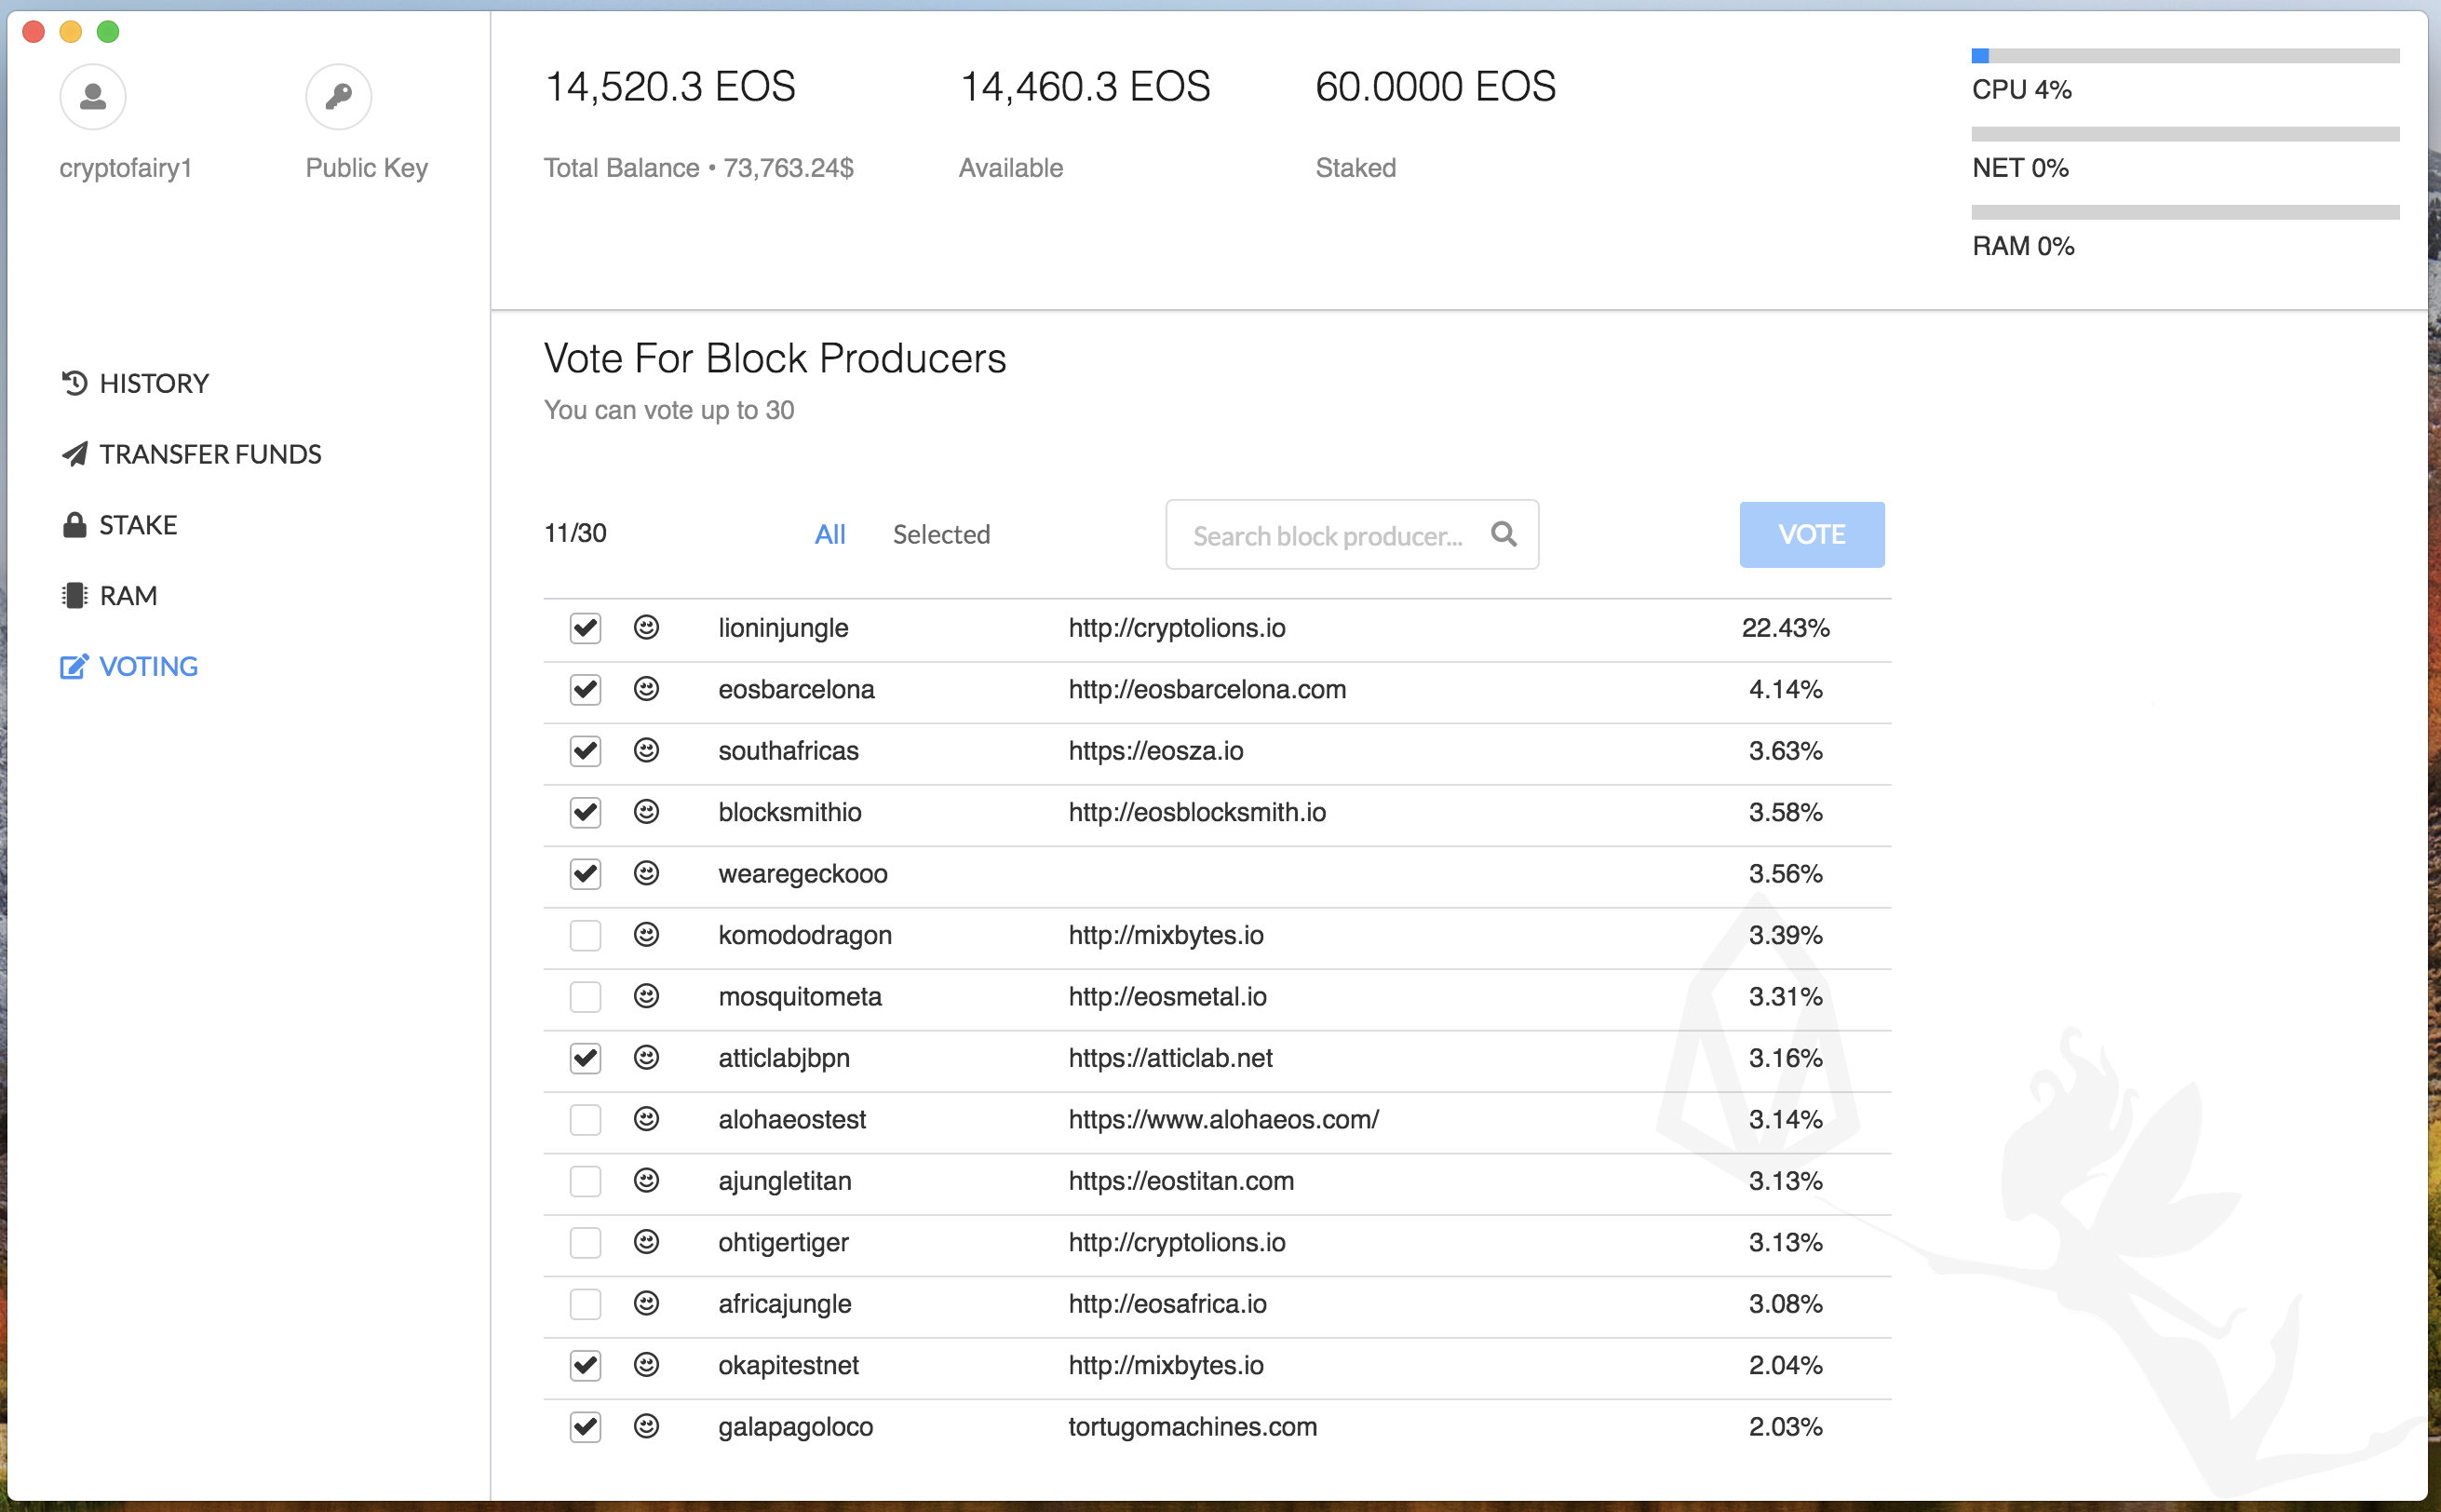 cryptofairy1
Public Key
HISTORY
TRANSFER FUNDS
STAKE
RAM
VOTING
14,520.3 EOS
Total Balance • 73,763.24$
14,460.3 EOS
Available
60.0000 EOS
Staked
CPU 4%
NET 0%
RAM 0%
Vote For Block Producers
You can vote up to 30
11/30 All Selected Search block producer... VOTE
lioninjungle http://cryptolions.io 22.43%
eosbarcelona http://eosbarcelona.com 4.14%
southafricas https://eosza.io 3.63%
blocksmithio http://eosblocksmith.io 3.58%
wearegeckooo 3.56%
komododragon http://mixbytes.io 3.39%
mosquitometa http://eosmetal.io 3.31%
atticlabjbpn https://atticlab.net 3.16%
alohaeostest https://www.alohaeos.com/ 3.14%
ajungletitan https://eostitan.com 3.13%
ohtigertiger http://cryptolions.io 3.13%
africajungle http://eosafrica.io 3.08%
okapitestnet http://mixbytes.io 2.04%
galapagoloco tortugomachines.com 2.03%